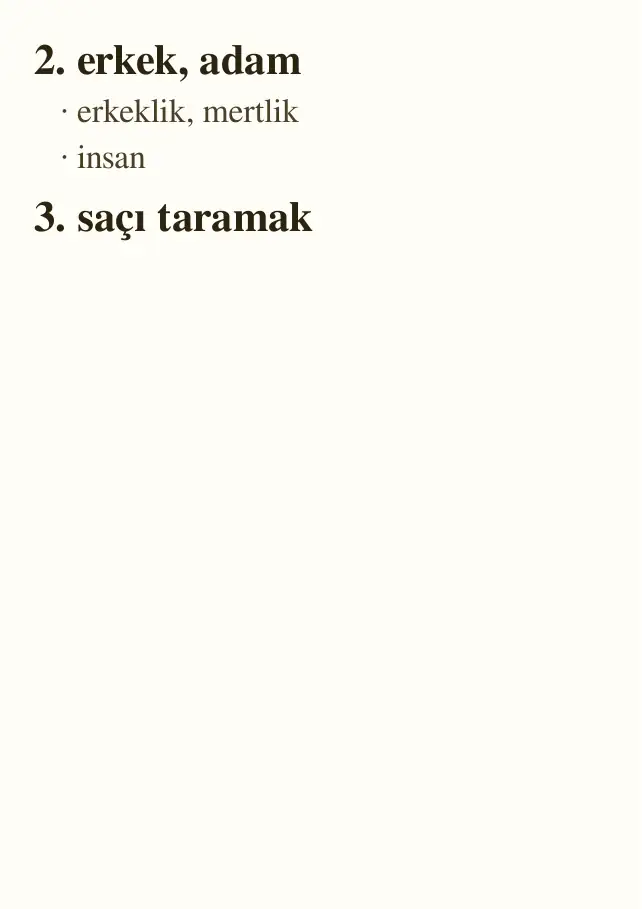 2. erkek, adam
· erkeklik, mertlik
· insan
3. saçı taramak